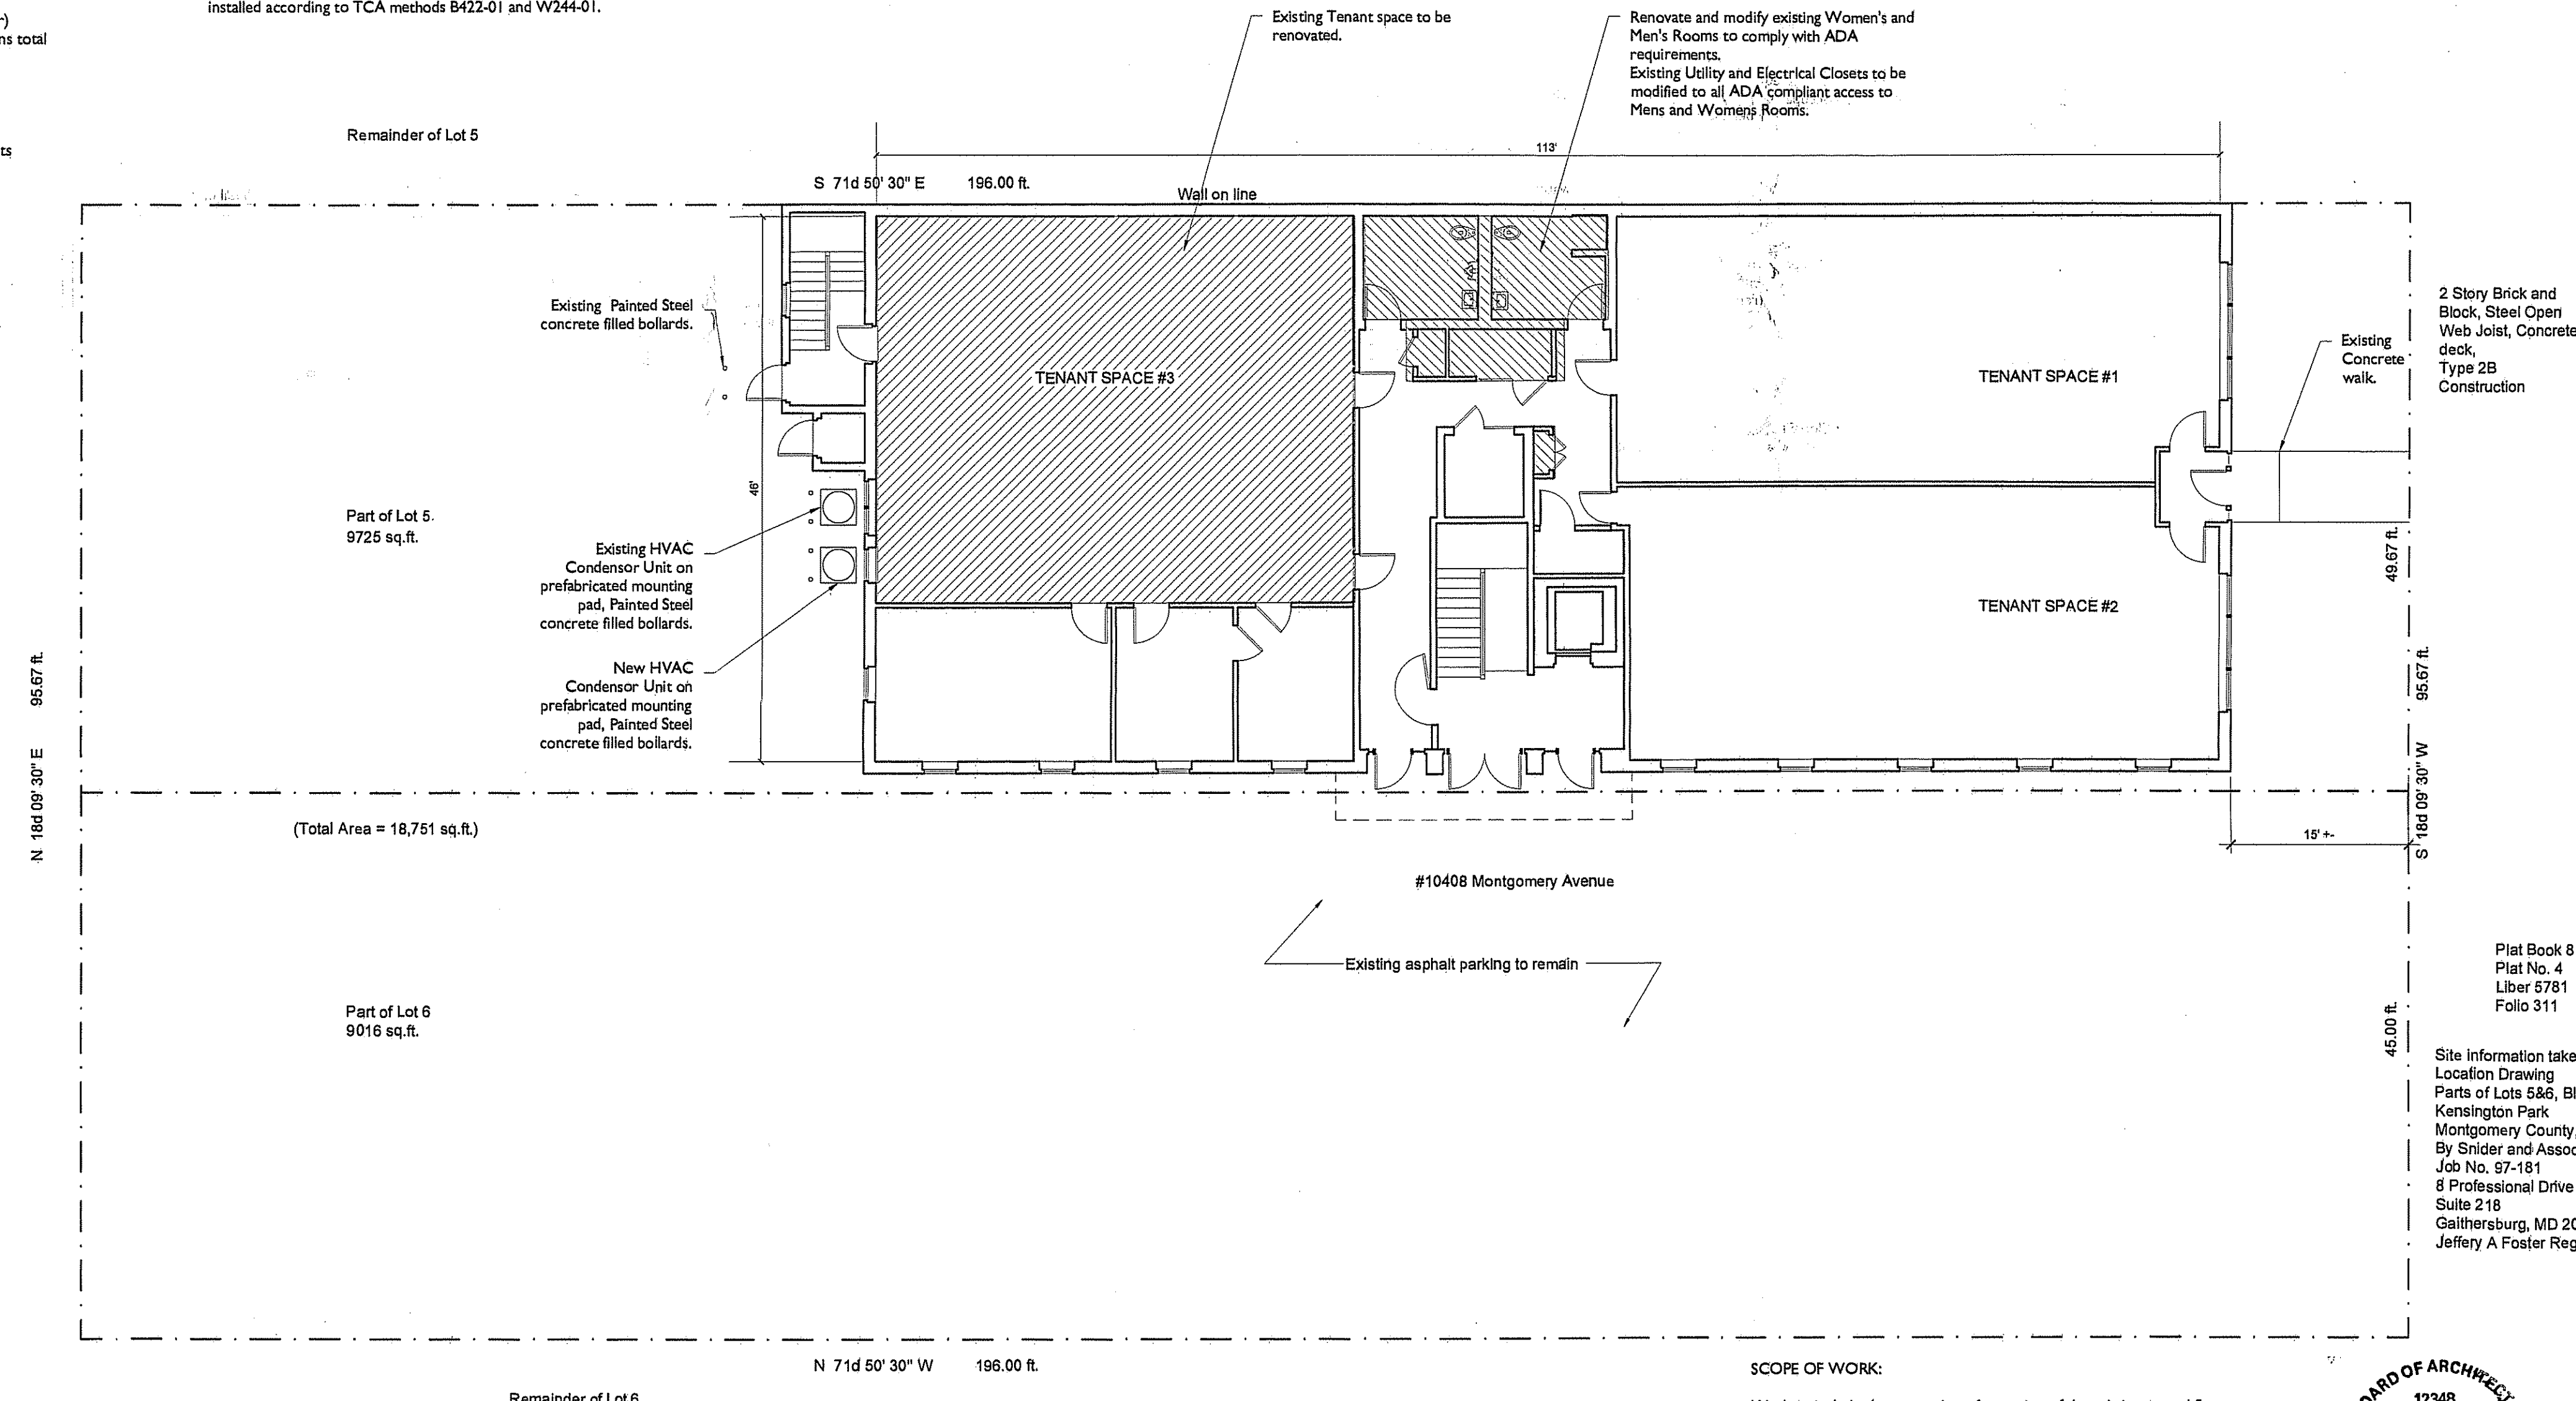 installed according to TCA methods B422-01 and W244-01.
ns total
ts
Existing Tenant space to be
renovated.
Renovate and modify existing Women's and
Men's Rooms to comply with ADA
requirements.
Existing Utility and Electrical Closets to be
modified to all ADA compliant access to
Mens and Womens Rooms.
Remainder of Lot 5
113'
S 71d 50' 30" E 196.00 ft.
Wall on line
Existing Painted Steel
concrete filled bollards.
TENANT SPACE #3
TENANT SPACE #1
Existing
Concrete
walk.
2 Story Brick and
Block, Steel Open
Web Joist, Concrete
deck,
Type 2B
Construction
46'
Part of Lot 5.
9725 sq.ft.
Existing HVAC
Condensor Unit on
prefabricated mounting
pad, Painted Steel
concrete filled bollards.
New HVAC
Condensor Unit on
prefabricated mounting
pad, Painted Steel
concrete filled bollards.
TENANT SPACE #2
49.67 ft.
N 18d 09' 30" E 95.67 ft.
S 18d 09' 30" W 95.67 ft.
(Total Area = 18,751 sq.ft.)
15' +-
#10408 Montgomery Avenue
Existing asphalt parking to remain
Part of Lot 6
9016 sq.ft.
45.00 ft.
Plat Book 8
Plat No. 4
Liber 5781
Folio 311
Site information take
Location Drawing
Parts of Lots 5&6, Bl
Kensington Park
Montgomery County,
By Snider and Assoc
Job No. 97-181
8 Professional Drive
Suite 218
Gaithersburg, MD 20
Jeffery A Foster Reg
N 71d 50' 30" W 196.00 ft.
Remainder of Lot 6
SCOPE OF WORK:
ARD OF ARCHITECT
12348